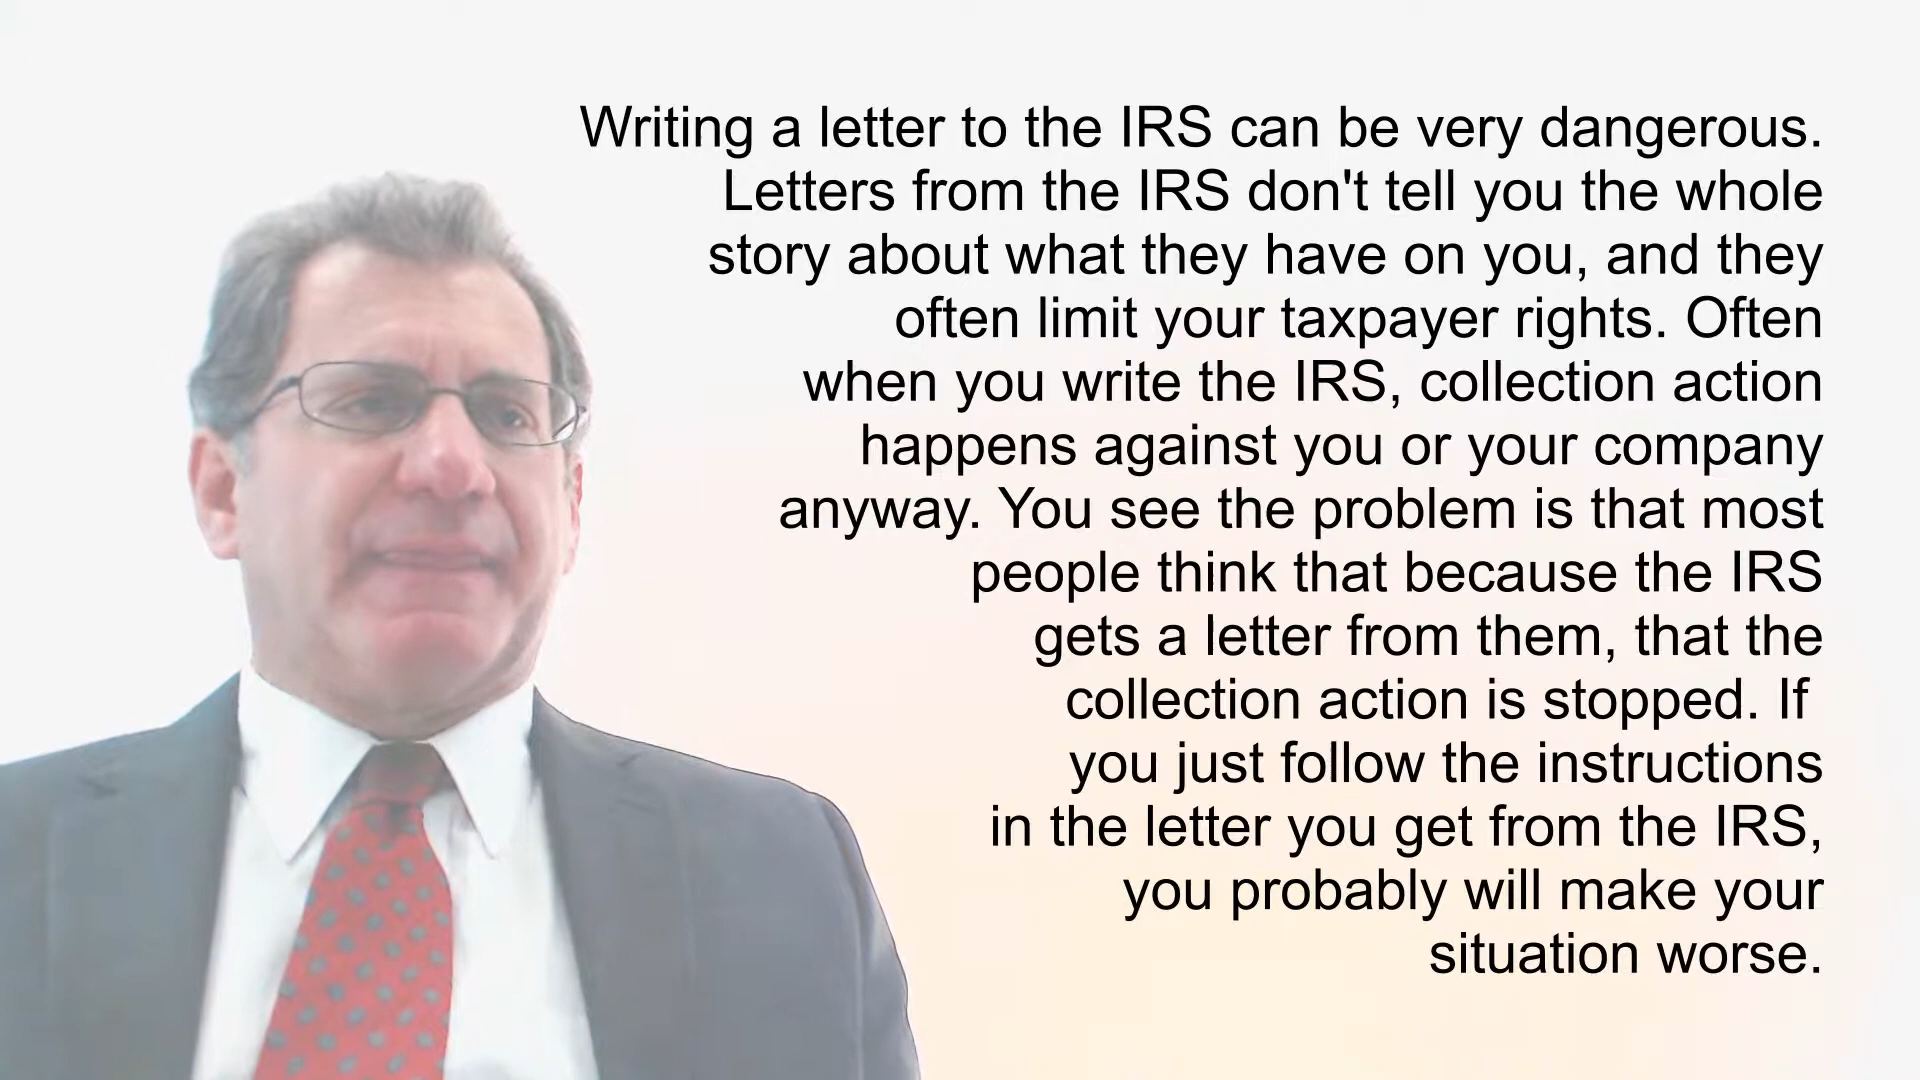 Writing a letter to the IRS can be very dangerous.
Letters from the IRS don't tell you the whole
story about what they have on you, and they
often limit your taxpayer rights. Often
when you write the IRS, collection action
happens against you or your company
anyway. You see the problem is that most
people think that because the IRS
gets a letter from them, that the
collection action is stopped. If
you just follow the instructions
in the letter you get from the IRS,
you probably will make your
situation worse.